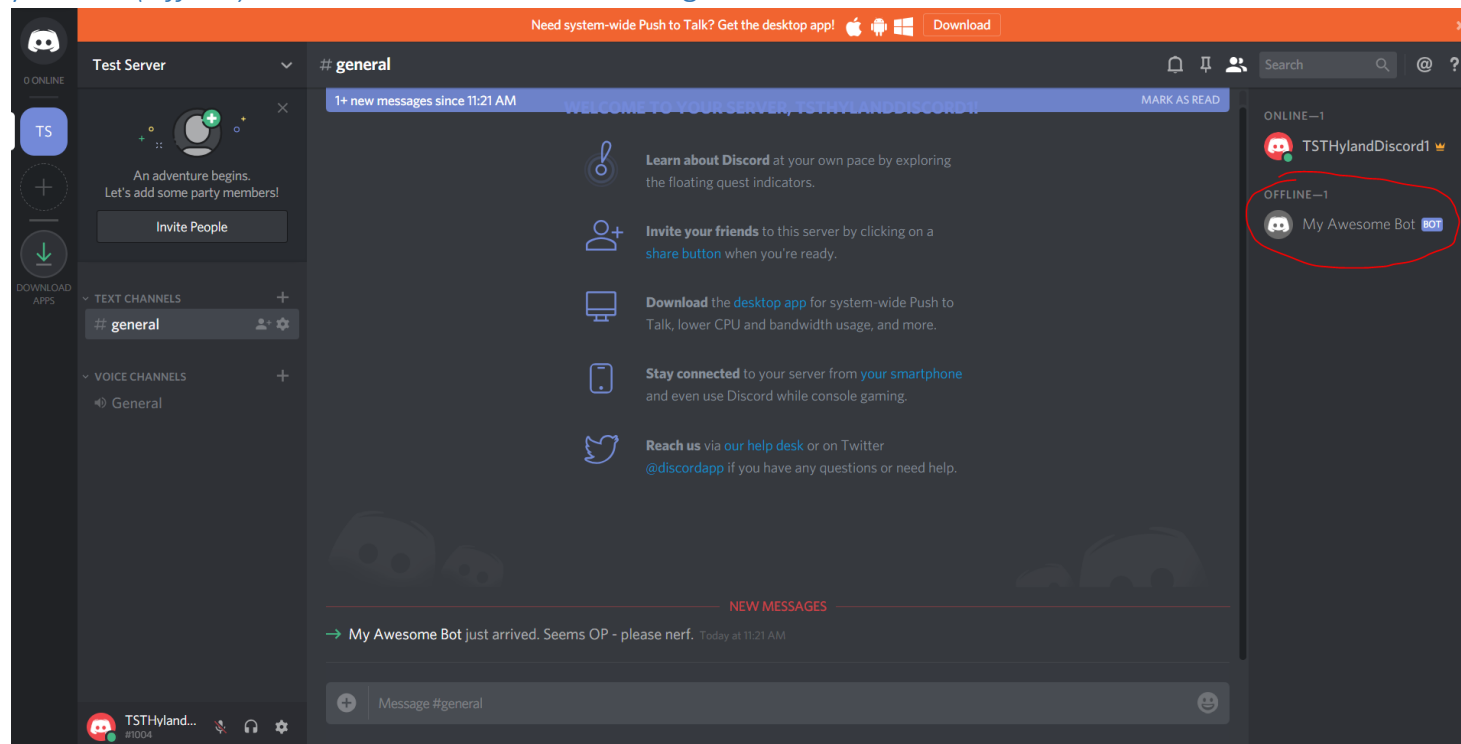 Need system-wide Push to Talk? Get the desktop app! Download
0 ONLINE
TS
DOWNLOAD
APPS
Test Server
An adventure begins.
Let's add some party members!
Invite People
TEXT CHANNELS
# general
VOICE CHANNELS
General
TSTHyland...
#1004
# general
Search
@ ?
1+ new messages since 11:21 AM MARK AS READ
WELCOME TO YOUR SERVER, TSTHYLANDDISCORD1!
Learn about Discord at your own pace by exploring
the floating quest indicators.
Invite your friends to this server by clicking on a
share button when you're ready.
Download the desktop app for system-wide Push to
Talk, lower CPU and bandwidth usage, and more.
Stay connected to your server from your smartphone
and even use Discord while console gaming.
Reach us via our help desk or on Twitter
@discordapp if you have any questions or need help.
NEW MESSAGES
My Awesome Bot just arrived. Seems OP - please nerf. Today at 11:21 AM
Message #general
ONLINE—1
TSTHylandDiscord1
OFFLINE—1
My Awesome Bot BOT